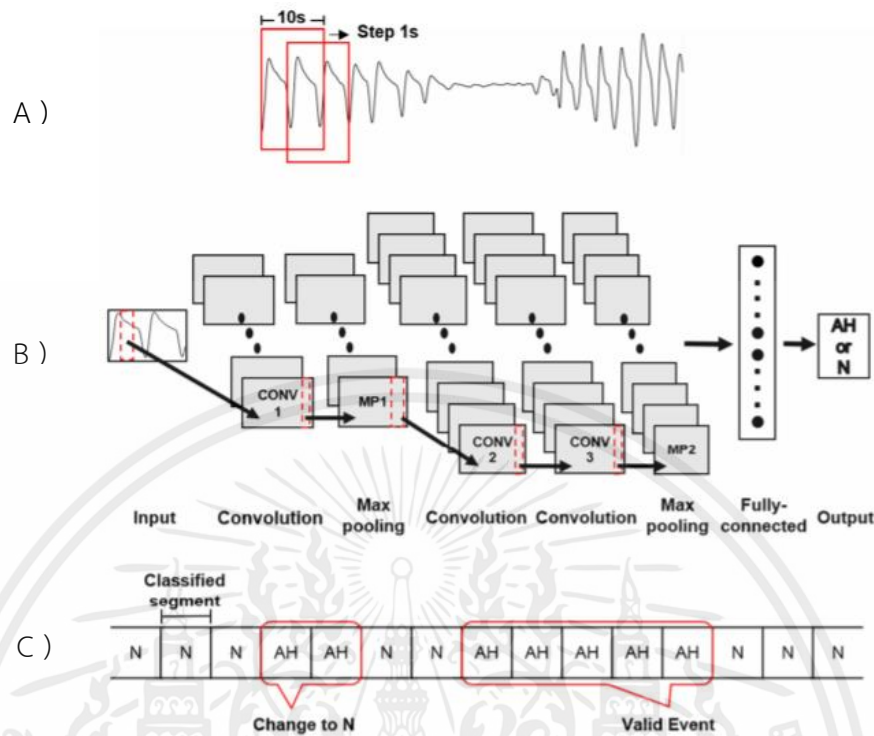 10s
Step 1s
A )
B )
CONV
1
MP1
CONV
2
CONV
3
MP2
AH
or
N
Input
Convolution
Max
pooling
Convolution
Convolution
Max
pooling
Fully-
connected
Output
Classified
segment
C )
N N N AH AH N N AH AH AH AH AH N N N
Change to N
Valid Event